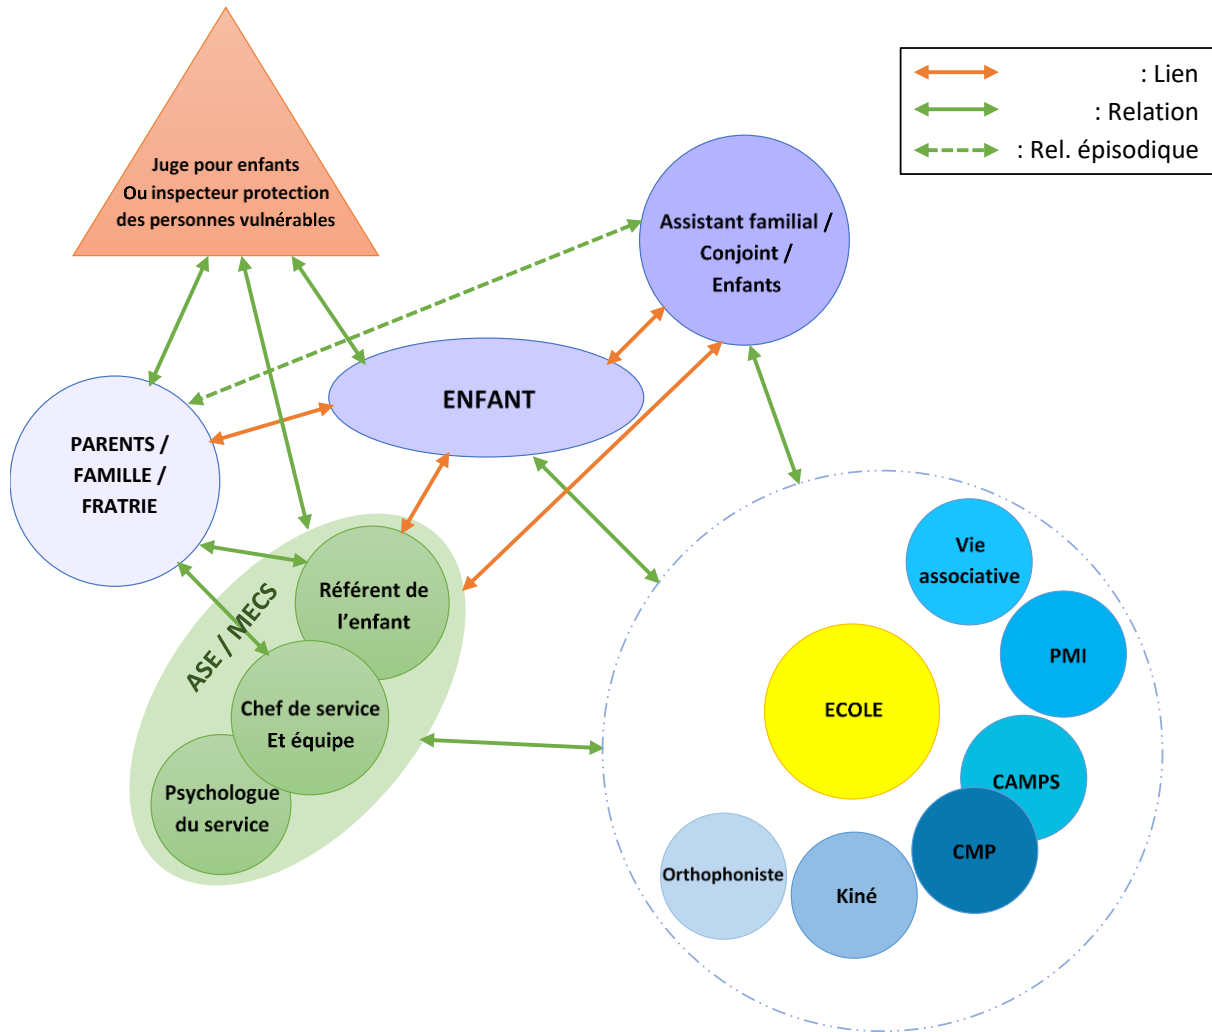 : Lien
: Relation
: Rel. épisodique
Juge pour enfants
Ou inspecteur protection
des personnes vulnérables
Assistant familial /
Conjoint /
Enfants
ENFANT
PARENTS /
FAMILLE /
FRATRIE
ASE / MECS
Référent de
l’enfant
Chef de service
Et équipe
Psychologue
du service
Vie
associative
PMI
ECOLE
CAMPS
CMP
Orthophoniste
Kiné